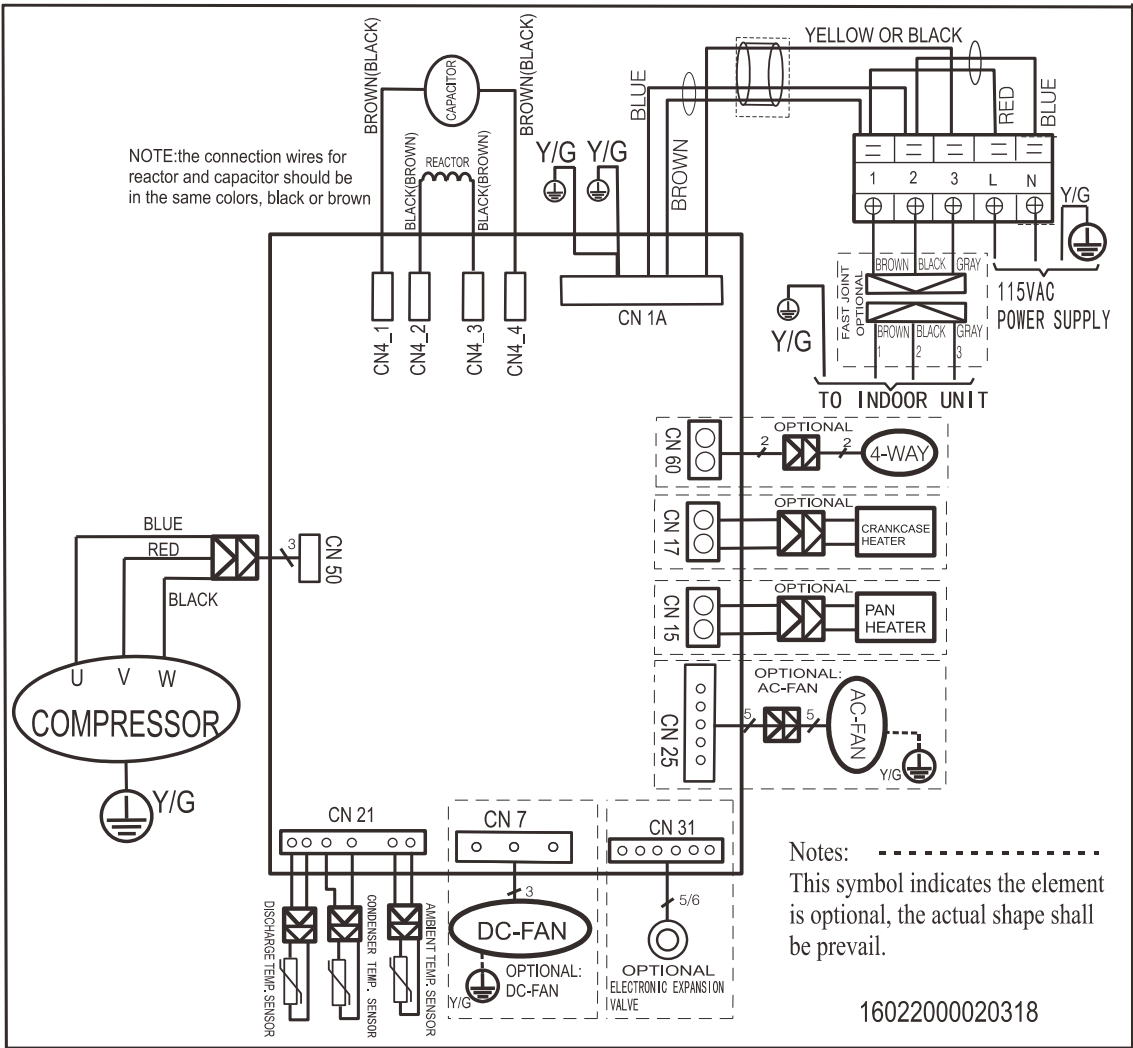 YELLOW OR BLACK
BROWN(BLACK)
CAPACITOR
BROWN(BLACK)
BLUE
RED
BLUE
NOTE:the connection wires for
reactor and capacitor should be
in the same colors, black or brown
BLACK(BROWN)
REACTOR
BLACK(BROWN)
Y/G
Y/G
BROWN
1 2 3 L N
Y/G
BROWN BLACK GRAY
FAST JOINT
OPTIONAL
BROWN BLACK GRAY
1 2 3
115VAC
POWER SUPPLY
Y/G
TO INDOOR UNIT
CN4_1
CN4_2
CN4_3
CN4_4
CN 1A
CN 60
2
OPTIONAL
2
4-WAY
CN 17
OPTIONAL
CRANKCASE
HEATER
CN 15
OPTIONAL
PAN
HEATER
CN 25
OPTIONAL:
AC-FAN
5
5
AC-FAN
Y/G
BLUE
RED
BLACK
3
CN 50
U V W
COMPRESSOR
Y/G
CN 21
DISCHARGE TEMP. SENSOR
CONDENSER TEMP. SENSOR
AMBIENT TEMP. SENSOR
CN 7
3
DC-FAN
OPTIONAL:
DC-FAN
Y/G
CN 31
5/6
OPTIONAL
ELECTRONIC EXPANSION
VALVE
Notes:
This symbol indicates the element
is optional, the actual shape shall
be prevail.
16022000020318